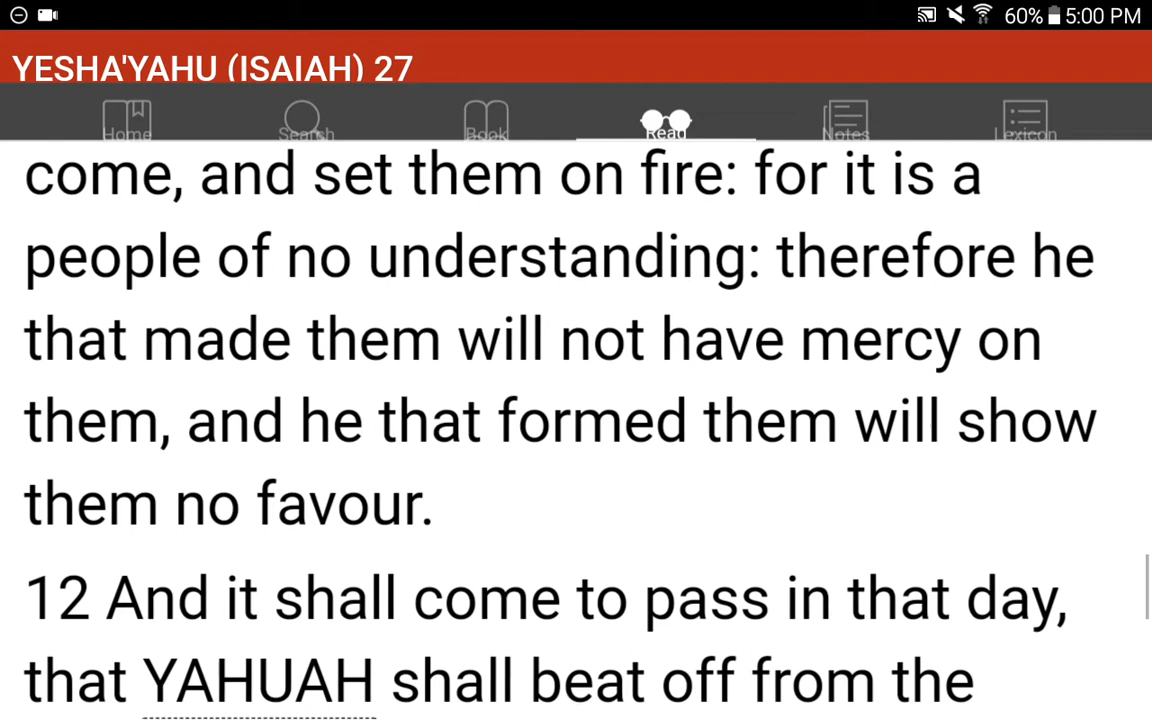 60% 5:00 PM
YESHA'YAHU (ISAIAH) 27
Home Search Book Read Notes Lexicon
come, and set them on fire: for it is a
people of no understanding: therefore he
that made them will not have mercy on
them, and he that formed them will show
them no favour.
12 And it shall come to pass in that day,
that YAHUAH shall beat off from the